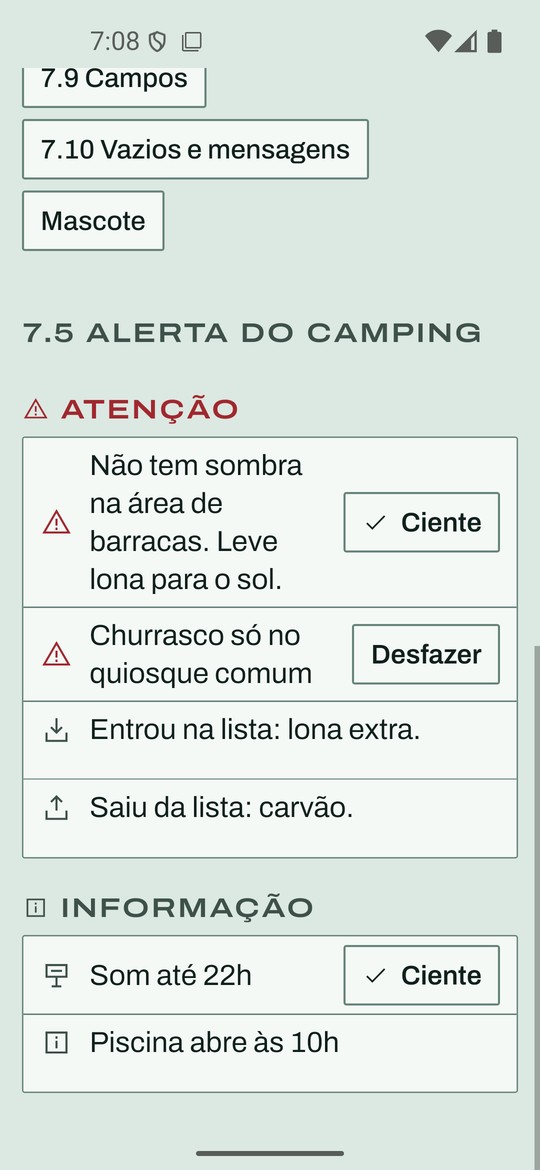 7:08
7.9 Campos
7.10 Vazios e mensagens
Mascote
7.5 ALERTA DO CAMPING
ATENÇÃO
Não tem sombra
na área de
barracas. Leve
lona para o sol.
Ciente
Churrasco só no
quiosque comum
Desfazer
Entrou na lista: lona extra.
Saiu da lista: carvão.
INFORMAÇÃO
Som até 22h
Ciente
Piscina abre às 10h